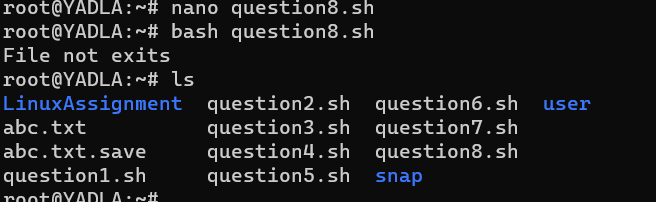 root@YADLA:~# nano question8.sh
root@YADLA:~# bash question8.sh
File not exits
root@YADLA:~# ls
LinuxAssignment question2.sh question6.sh user
abc.txt question3.sh question7.sh
abc.txt.save question4.sh question8.sh
question1.sh question5.sh snap
root@YADLA:~#